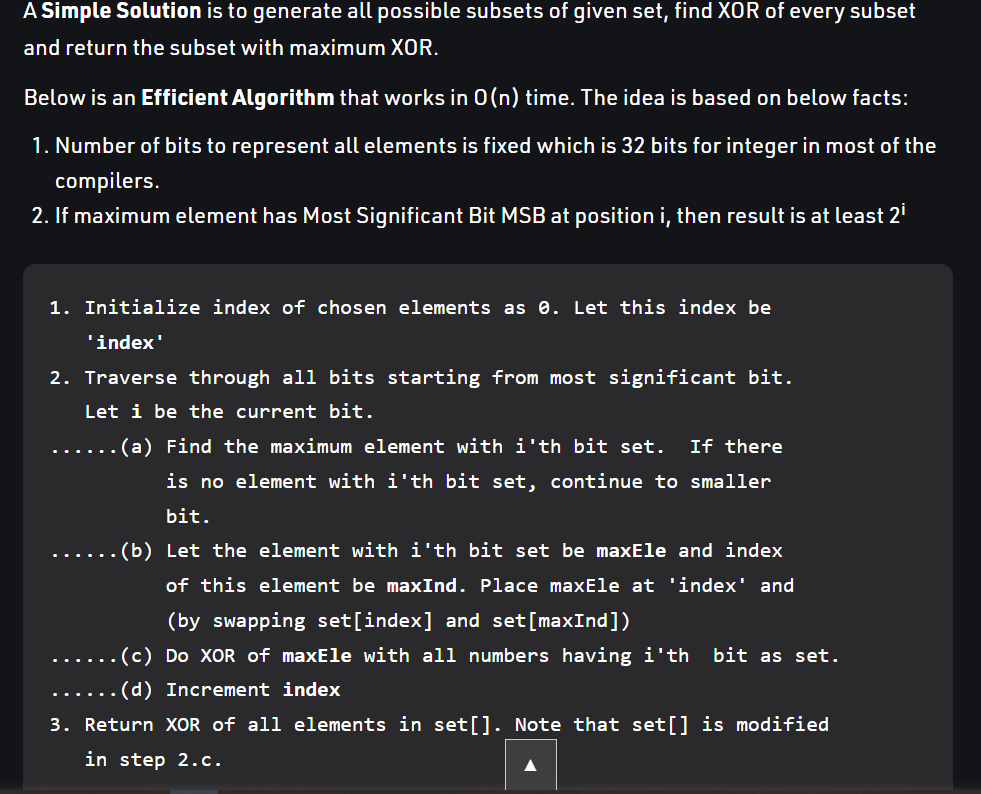 A Simple Solution is to generate all possible subsets of given set, find XOR of every subset
and return the subset with maximum XOR.
Below is an Efficient Algorithm that works in O(n) time. The idea is based on below facts:
1. Number of bits to represent all elements is fixed which is 32 bits for integer in most of the
compilers.
2. If maximum element has Most Significant Bit MSB at position i, then result is at least 2^i
1. Initialize index of chosen elements as 0. Let this index be
'index'
2. Traverse through all bits starting from most significant bit.
Let i be the current bit.
......(a) Find the maximum element with i'th bit set.  If there
is no element with i'th bit set, continue to smaller
bit.
......(b) Let the element with i'th bit set be maxEle and index
of this element be maxInd. Place maxEle at 'index' and
(by swapping set[index] and set[maxInd])
......(c) Do XOR of maxEle with all numbers having i'th  bit as set.
......(d) Increment index
3. Return XOR of all elements in set[]. Note that set[] is modified
in step 2.c.